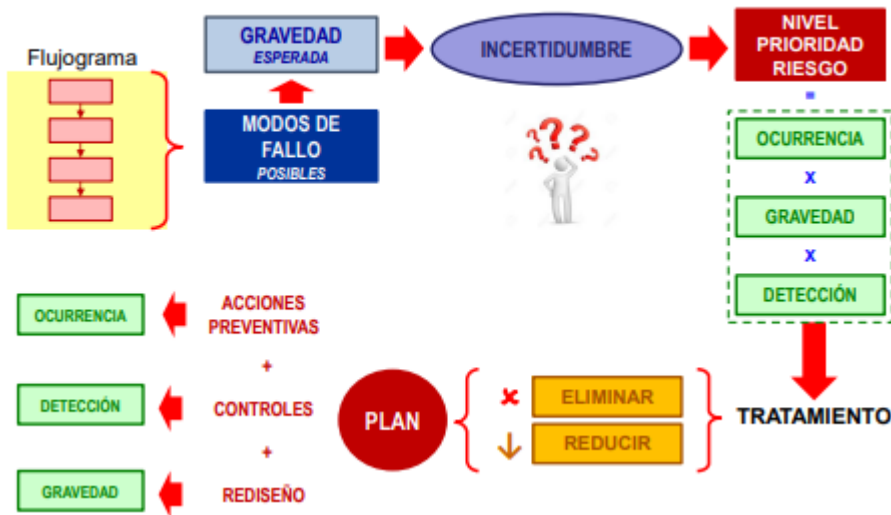 Flujograma
GRAVEDAD
ESPERADA
MODOS DE
FALLO
POSIBLES
INCERTIDUMBRE
NIVEL
PRIORIDAD
RIESGO
=
OCURRENCIA
x
GRAVEDAD
x
DETECCIÓN
TRATAMIENTO
ELIMINAR
REDUCIR
PLAN
ACCIONES
PREVENTIVAS
+
CONTROLES
+
REDISEÑO
OCURRENCIA
DETECCIÓN
GRAVEDAD